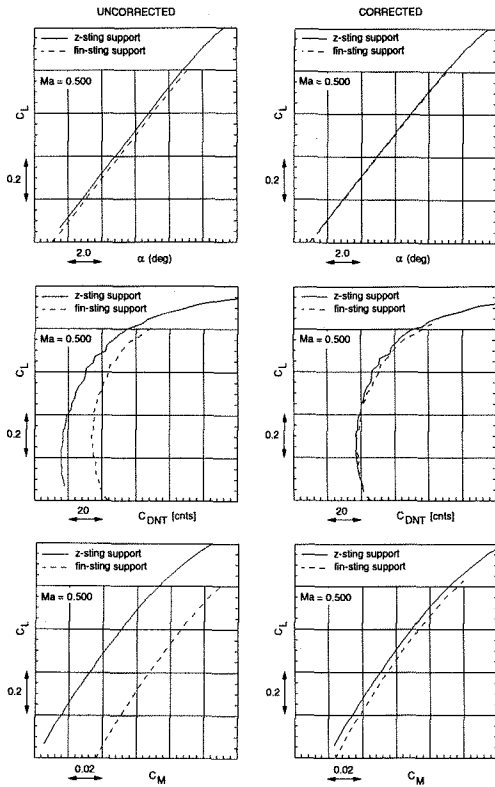 UNCORRECTED
z-sting support
fin-sting support
Ma = 0.500
C_L
0.2
2.0
α (deg)
CORRECTED
z-sting support
fin-sting support
Ma = 0.500
C_L
0.2
2.0
α (deg)
z-sting support
fin-sting support
Ma = 0.500
C_L
0.2
20
C_DNT [cnts]
z-sting support
fin-sting support
Ma = 0.500
C_L
0.2
20
C_DNT [cnts]
z-sting support
fin-sting support
Ma = 0.500
C_L
0.2
0.02
C_M
z-sting support
fin-sting support
Ma = 0.500
C_L
0.2
0.02
C_M